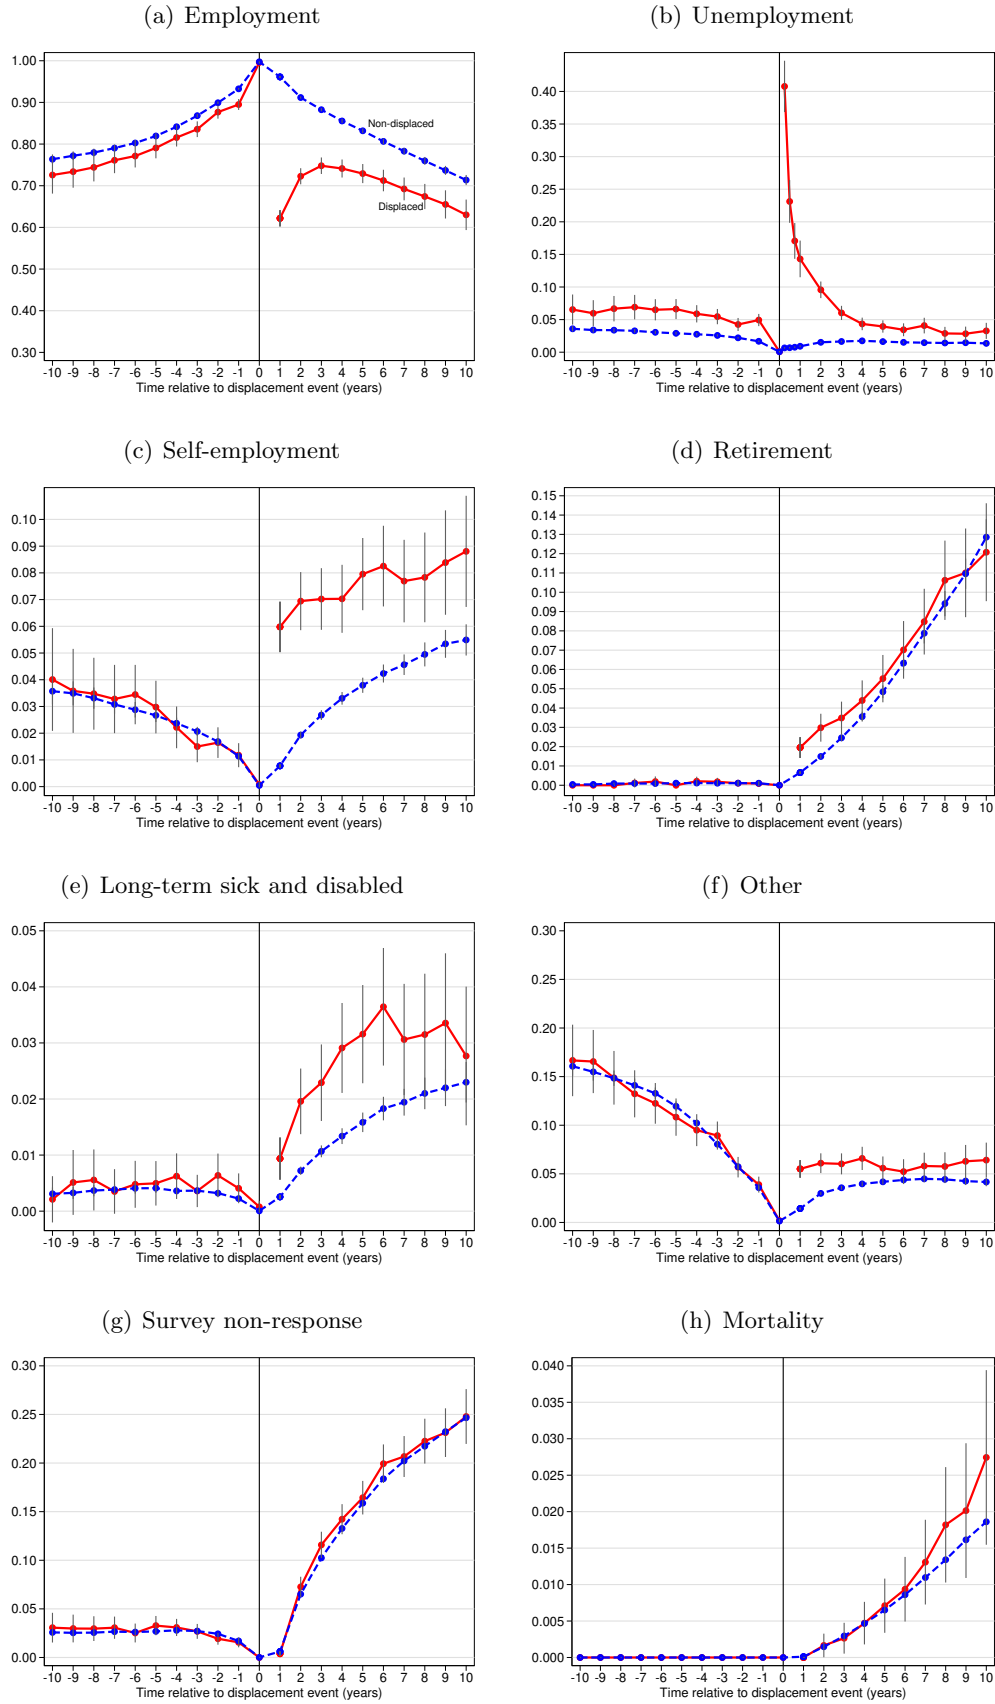 (a) Employment
1.00
0.90
0.80
0.70
0.60
0.50
0.40
0.30
Non-displaced
Displaced
-10 -9 -8 -7 -6 -5 -4 -3 -2 -1 0 1 2 3 4 5 6 7 8 9 10
Time relative to displacement event (years)
(b) Unemployment
0.40
0.35
0.30
0.25
0.20
0.15
0.10
0.05
0.00
-10 -9 -8 -7 -6 -5 -4 -3 -2 -1 0 1 2 3 4 5 6 7 8 9 10
Time relative to displacement event (years)
(c) Self-employment
0.10
0.09
0.08
0.07
0.06
0.05
0.04
0.03
0.02
0.01
0.00
-10 -9 -8 -7 -6 -5 -4 -3 -2 -1 0 1 2 3 4 5 6 7 8 9 10
Time relative to displacement event (years)
(d) Retirement
0.15
0.14
0.13
0.12
0.11
0.10
0.09
0.08
0.07
0.06
0.05
0.04
0.03
0.02
0.01
0.00
-10 -9 -8 -7 -6 -5 -4 -3 -2 -1 0 1 2 3 4 5 6 7 8 9 10
Time relative to displacement event (years)
(e) Long-term sick and disabled
0.05
0.04
0.03
0.02
0.01
0.00
-10 -9 -8 -7 -6 -5 -4 -3 -2 -1 0 1 2 3 4 5 6 7 8 9 10
Time relative to displacement event (years)
(f) Other
0.30
0.25
0.20
0.15
0.10
0.05
0.00
-10 -9 -8 -7 -6 -5 -4 -3 -2 -1 0 1 2 3 4 5 6 7 8 9 10
Time relative to displacement event (years)
(g) Survey non-response
0.30
0.25
0.20
0.15
0.10
0.05
0.00
-10 -9 -8 -7 -6 -5 -4 -3 -2 -1 0 1 2 3 4 5 6 7 8 9 10
Time relative to displacement event (years)
(h) Mortality
0.040
0.035
0.030
0.025
0.020
0.015
0.010
0.005
0.000
-10 -9 -8 -7 -6 -5 -4 -3 -2 -1 0 1 2 3 4 5 6 7 8 9 10
Time relative to displacement event (years)